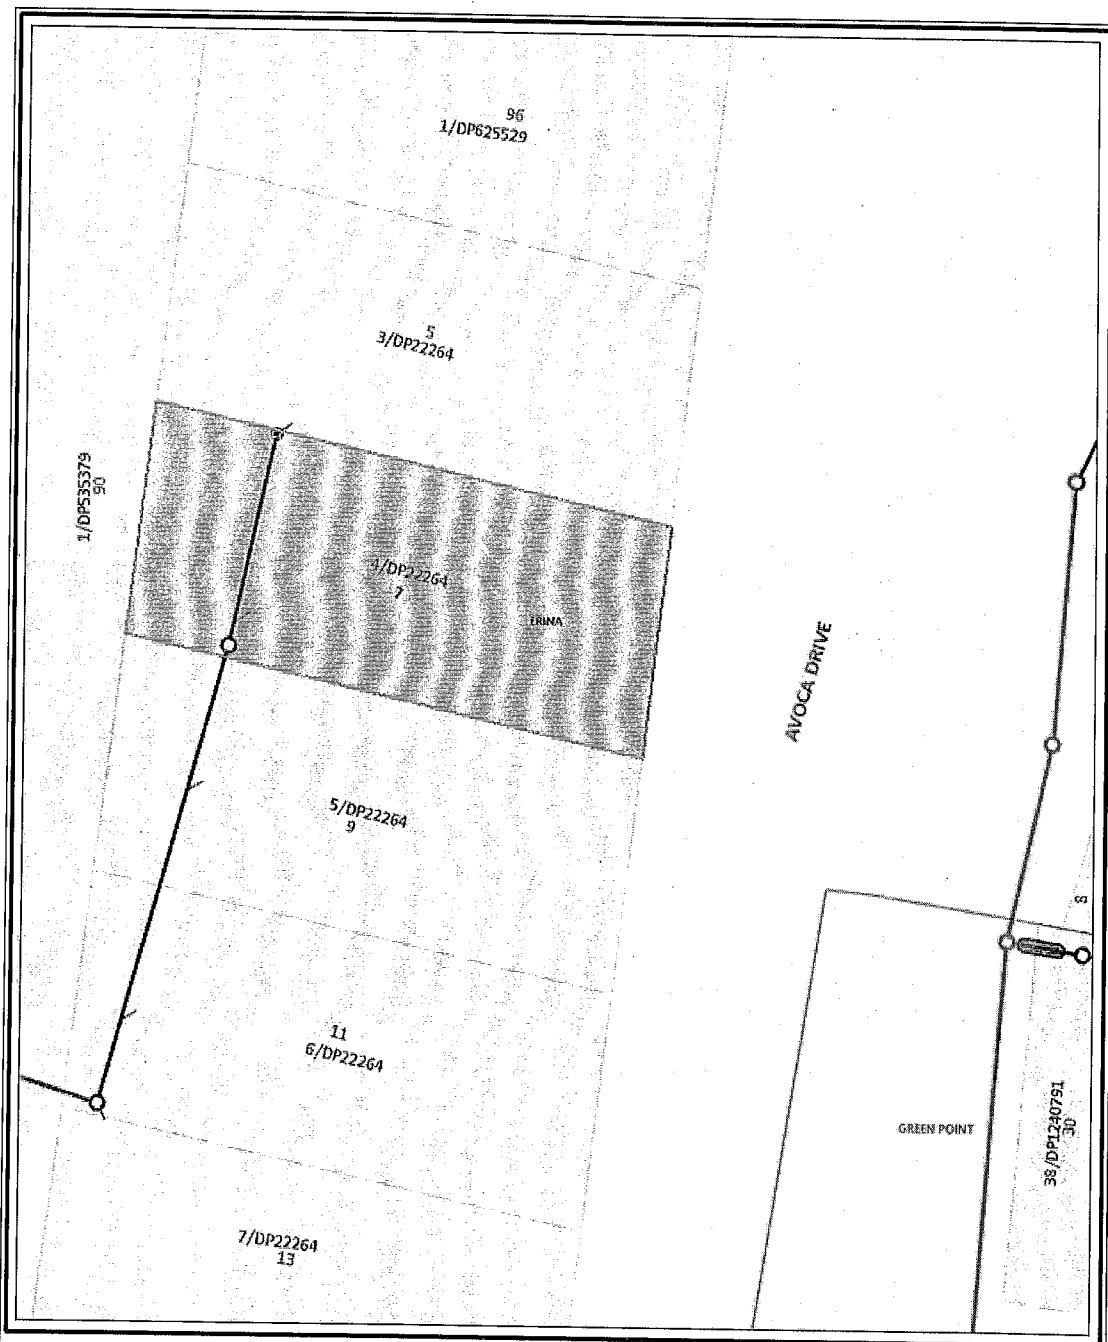 96
1/DP625529
5
3/DP22264
1/DP535379
90
4/DP22264
7
ERINA
AVOCA DRIVE
5/DP22264
9
11
6/DP22264
GREEN POINT
38/DP1240791
30
7/DP22264
13